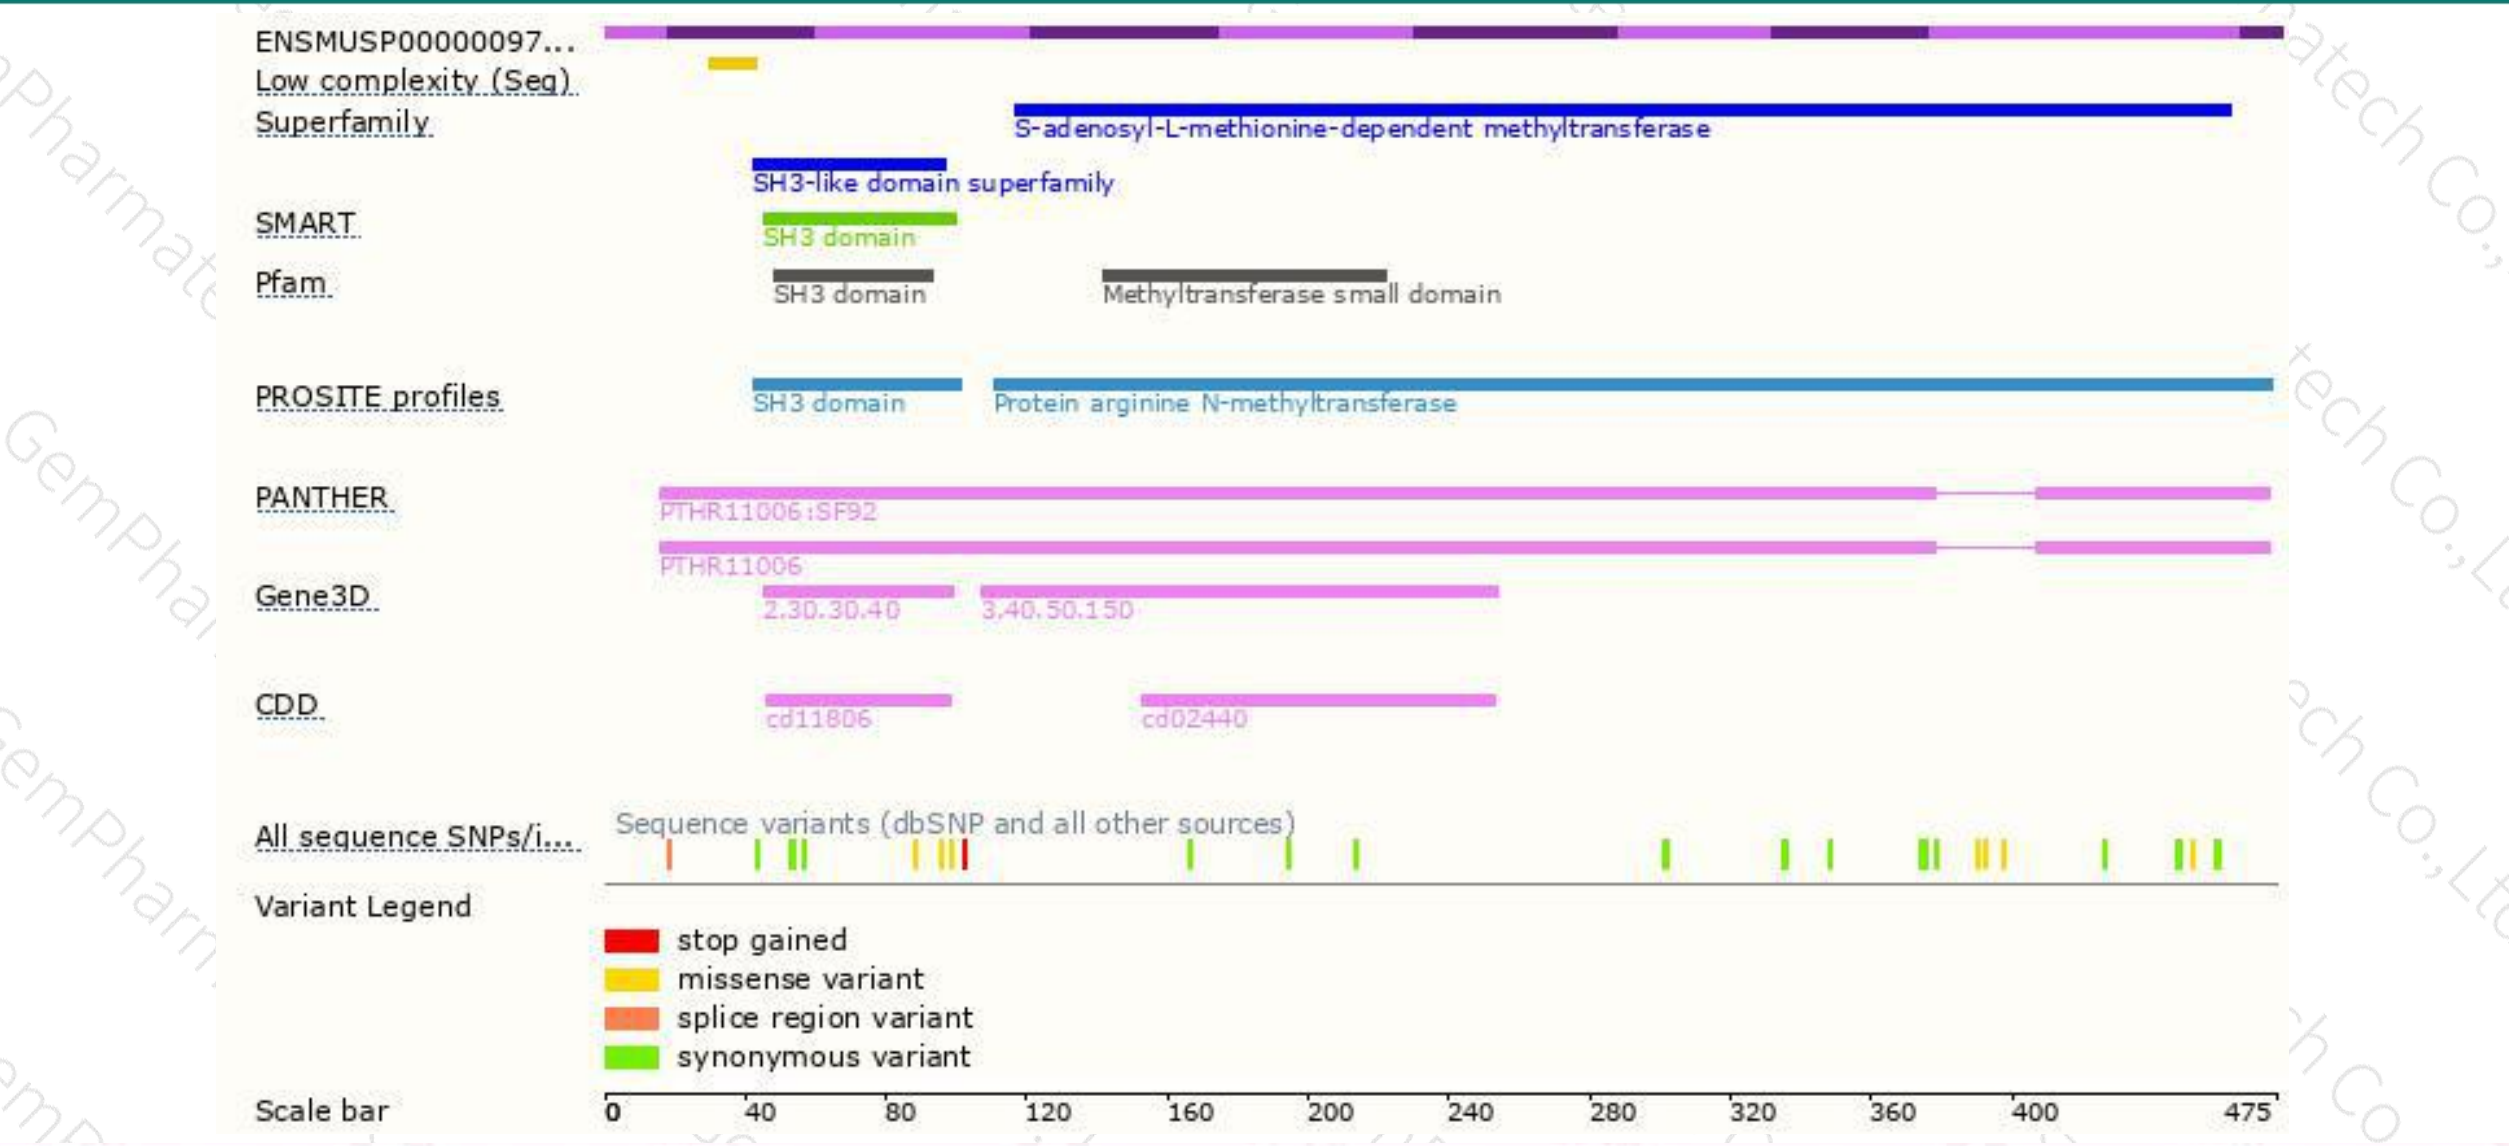 ENSMUSP00000097...
Low complexity (Seg)
Superfamily
S-adenosyl-L-methionine-dependent methyltransferase
SH3-like domain superfamily
SMART
SH3 domain
Pfam
SH3 domain
Methyltransferase small domain
PROSITE profiles
SH3 domain
Protein arginine N-methyltransferase
PANTHER
PTHR11006:SF92
PTHR11006
Gene3D
2.30.30.40
3.40.50.150
CDD
cd11806
cd02440
Sequence variants (dbSNP and all other sources)
All sequence SNPs/i...
Variant Legend
stop gained
missense variant
splice region variant
synonymous variant
Scale bar
0 40 80 120 160 200 240 280 320 360 400 475